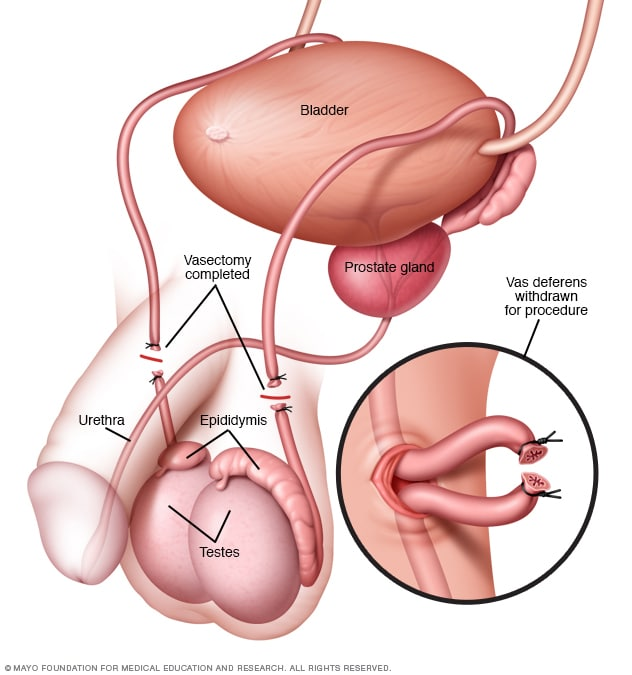 Bladder
Vasectomy
completed
Prostate gland
Vas deferens
withdrawn
for procedure
Urethra
Epididymis
Testes
© MAYO FOUNDATION FOR MEDICAL EDUCATION AND RESEARCH. ALL RIGHTS RESERVED.